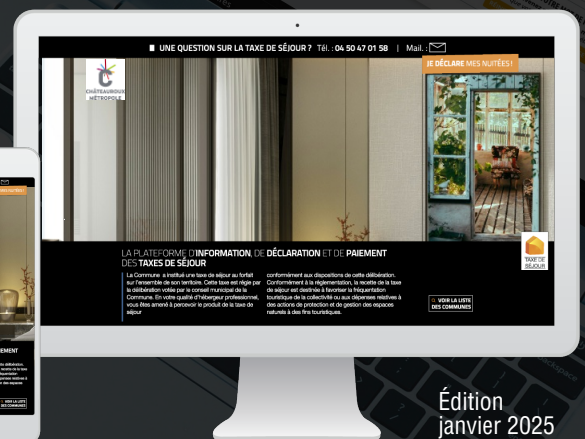 UNE QUESTION SUR LA TAXE DE SÉJOUR ? Tél. : 04 50 47 01 58 | Mail. :
JE DÉCLARE MES NUITÉES !
CHÂTEAUROUX
MÉTROPOLE
LA PLATEFORME D'INFORMATION, DE DÉCLARATION ET DE PAIEMENT
DES TAXES DE SÉJOUR
La Commune a institué une taxe de séjour au forfait
sur l'ensemble de son territoire. Cette taxe est régie par
la délibération votée par le conseil municipal de la
Commune. En votre qualité d'hébergeur professionnel,
vous êtes amené à percevoir le produit de la taxe de
séjour
conformément aux dispositions de cette délibération.
Conformément à la réglementation, la recette de la taxe
de séjour est destinée à favoriser la fréquentation
touristique de la collectivité ou aux dépenses relatives à
des actions de protection et de gestion des espaces
naturels à des fins touristiques.
VOIR LA LISTE
DES COMMUNES
TAXE DE
SÉJOUR
EMENT
VOIR LA LISTE
DES COMMUNES
Édition
janvier 2025